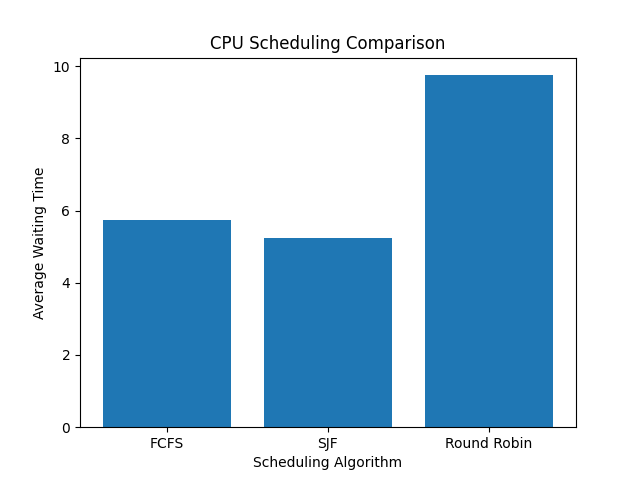 CPU Scheduling Comparison
Average Waiting Time
10
8
6
4
2
0
FCFS SJF Round Robin
Scheduling Algorithm